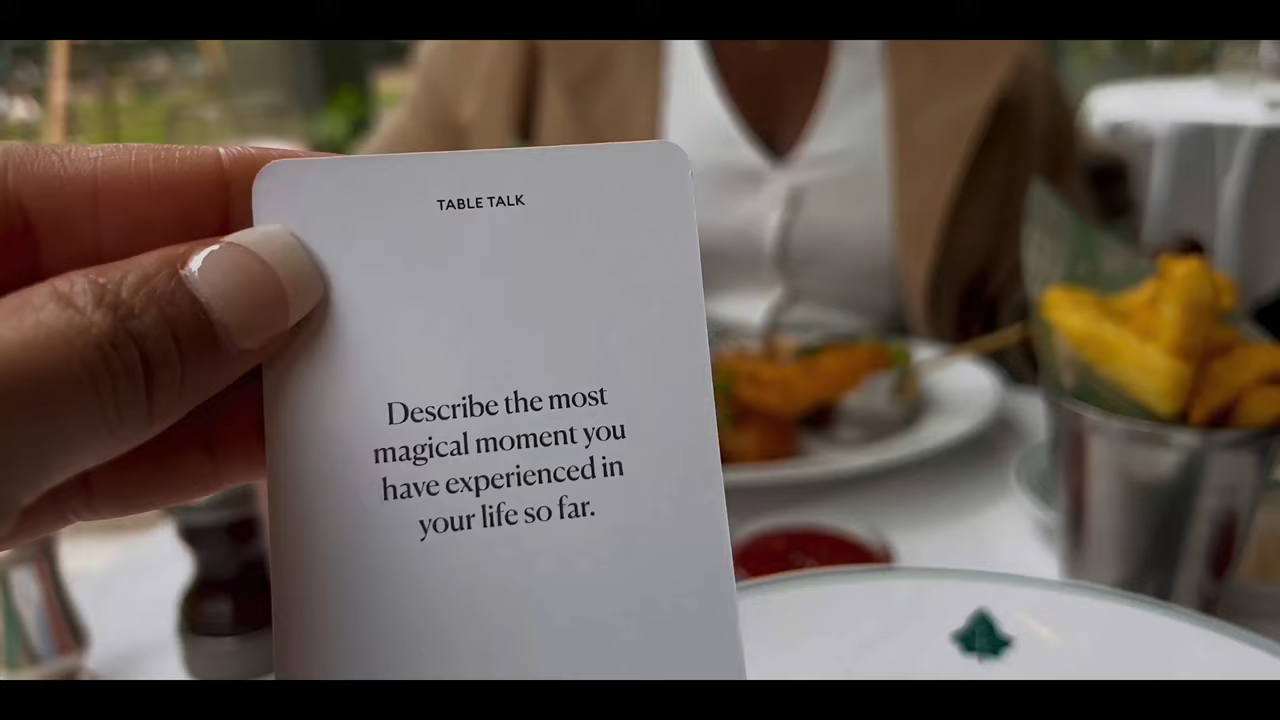 TABLE TALK
Describe the most
magical moment you
have experienced in
your life so far.